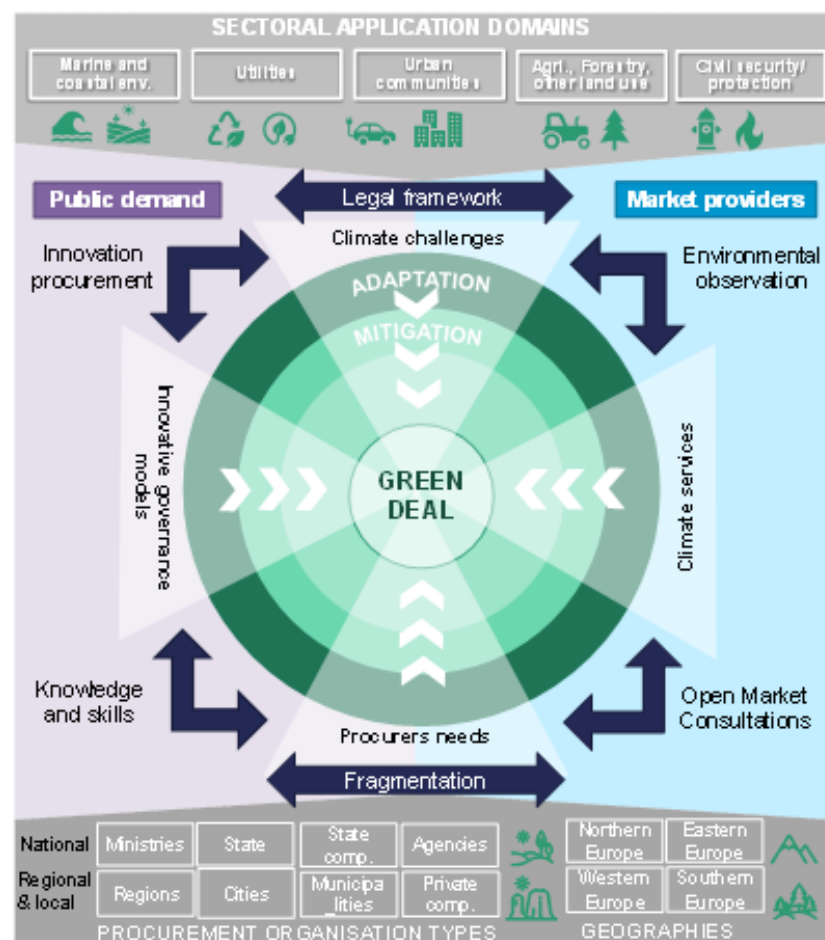 SECTORAL APPLICATION DOMAINS
Marine and
coastal env.
Utilities
Urban
communities
Agri., Forestry,
other land use
Civil security/
protection
Public demand
Legal framework
Market providers
Innovation
procurement
Climate challenges
Environmental
observation
ADAPTATION
MITIGATION
Innovative governance
models
GREEN
DEAL
Climate services
Knowledge
and skills
Open Market
Consultations
Procurers needs
Fragmentation
National
Ministries
State
State
comp.
Agencies
Northern
Europe
Eastern
Europe
Regional
& local
Regions
Cities
Municipa
_lities
Private
comp.
Western
Europe
Southern
Europe
PROCUREMENT ORGANISATION TYPES
GEOGRAPHIES